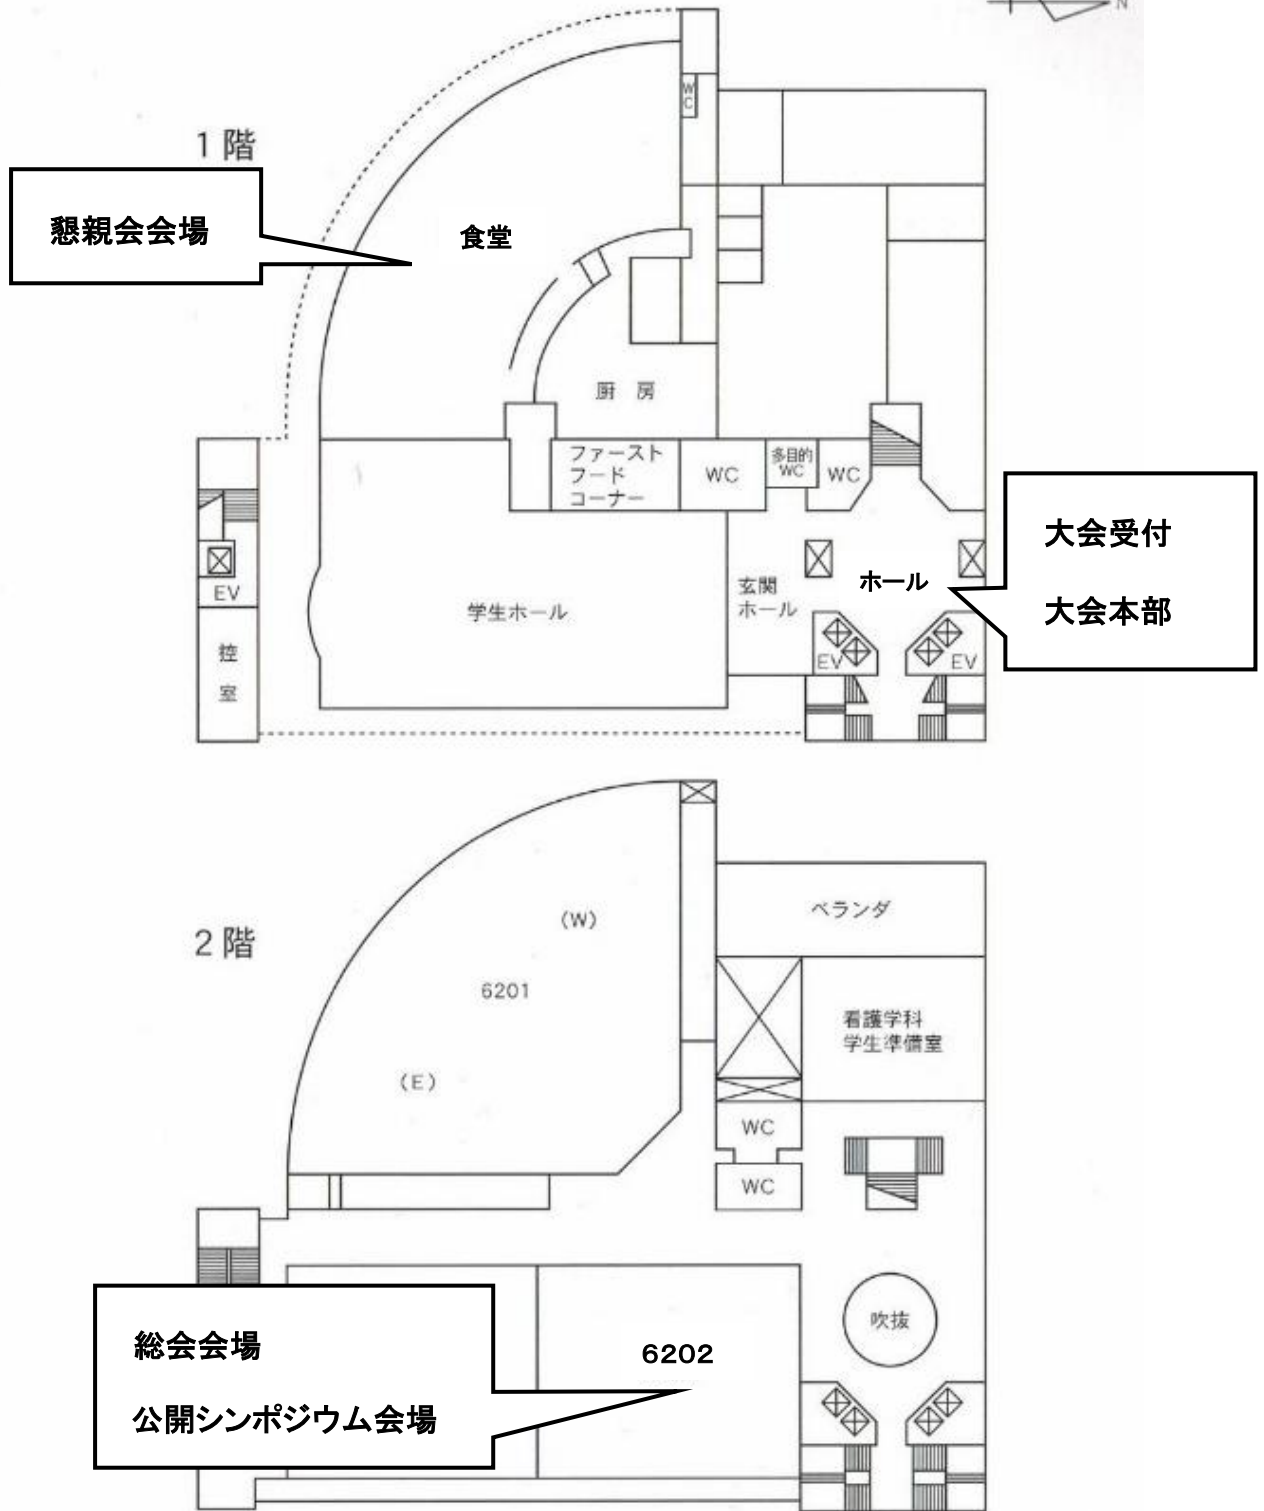 N
WC
1階
懇親会会場
食堂
厨 房
ファースト
フード
コーナー
WC
多目的
WC
WC
大会受付
大会本部
ホール
玄関
ホール
学生ホール
EV
EV
EV
控
室
2階
(W)
6201
(E)
ベランダ
看護学科
学生準備室
WC
WC
吹抜
総会会場
公開シンポジウム会場
6202